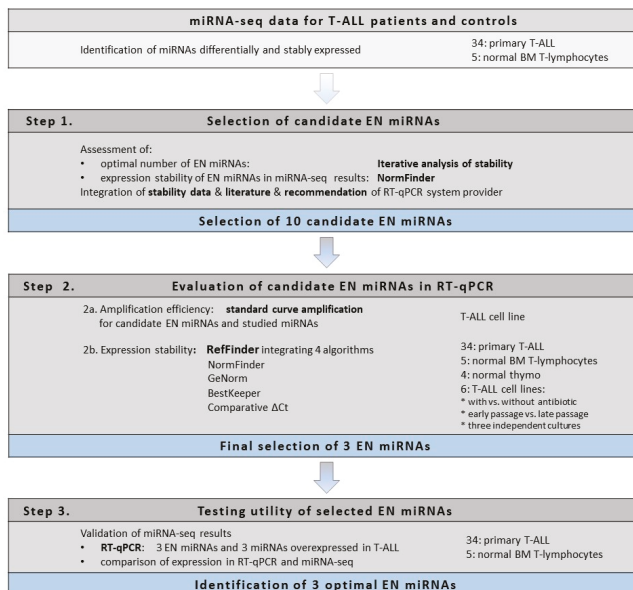 miRNA-seq data for T-ALL patients and controls
Identification of miRNAs differentially and stably expressed
34: primary T-ALL
5: normal BM T-lymphocytes
Step 1. Selection of candidate EN miRNAs
Assessment of:
• optimal number of EN miRNAs: Iterative analysis of stability
• expression stability of EN miRNAs in miRNA-seq results: NormFinder
Integration of stability data & literature & recommendation of RT-qPCR system provider
Selection of 10 candidate EN miRNAs
Step 2. Evaluation of candidate EN miRNAs in RT-qPCR
2a. Amplification efficiency: standard curve amplification
for candidate EN miRNAs and studied miRNAs
T-ALL cell line
2b. Expression stability: RefFinder integrating 4 algorithms
NormFinder
GeNorm
BestKeeper
Comparative ΔCt
34: primary T-ALL
5: normal BM T-lymphocytes
4: normal thymo
6: T-ALL cell lines:
* with vs. without antibiotic
* early passage vs. late passage
* three independent cultures
Final selection of 3 EN miRNAs
Step 3. Testing utility of selected EN miRNAs
Validation of miRNA-seq results
• RT-qPCR: 3 EN miRNAs and 3 miRNAs overexpressed in T-ALL
• comparison of expression in RT-qPCR and miRNA-seq
34: primary T-ALL
5: normal BM T-lymphocytes
Identification of 3 optimal EN miRNAs